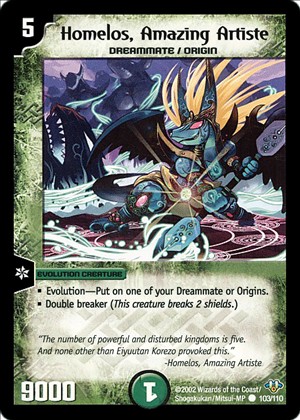 5
Homelos, Amazing Artiste
DREAMMATE / ORIGIN
EVOLUTION CREATURE
▪ Evolution—Put on one of your Dreammate or Origins.
▪ Double breaker (This creature breaks 2 shields.)
"The number of powerful and disturbed kingdoms is five.
And none other than Eiyuutan Korezo provoked this."
-Homelos, Amazing Artiste
9000
1
©2002 Wizards of the Coast/
Shogakukan/Mitsui-MP ● 103/110